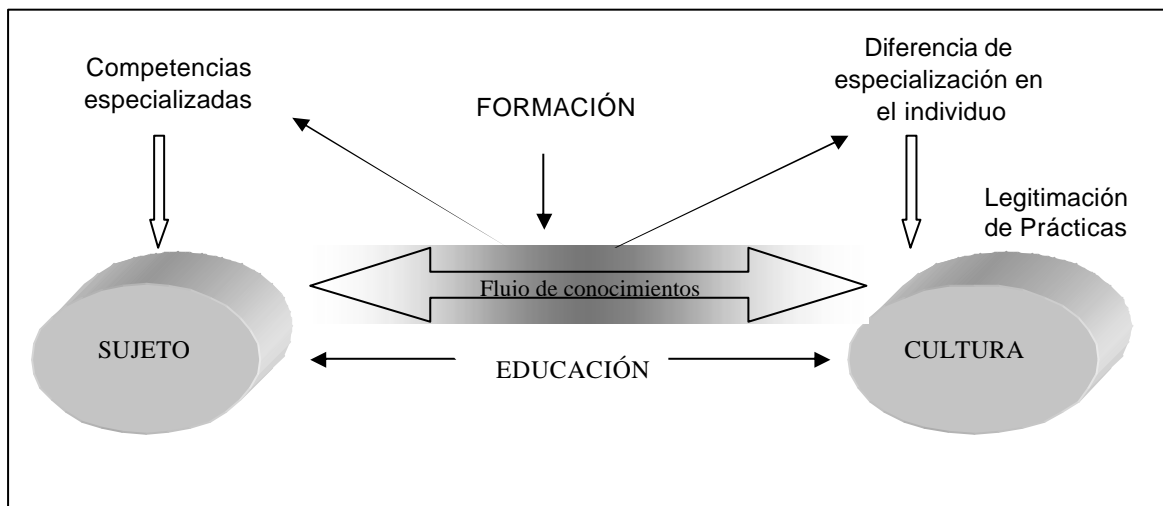 Competencias
especializadas
FORMACIÓN
Diferencia de
especialización en
el individuo
Legitimación
de Prácticas
Flujo de conocimientos
SUJETO
EDUCACIÓN
CULTURA